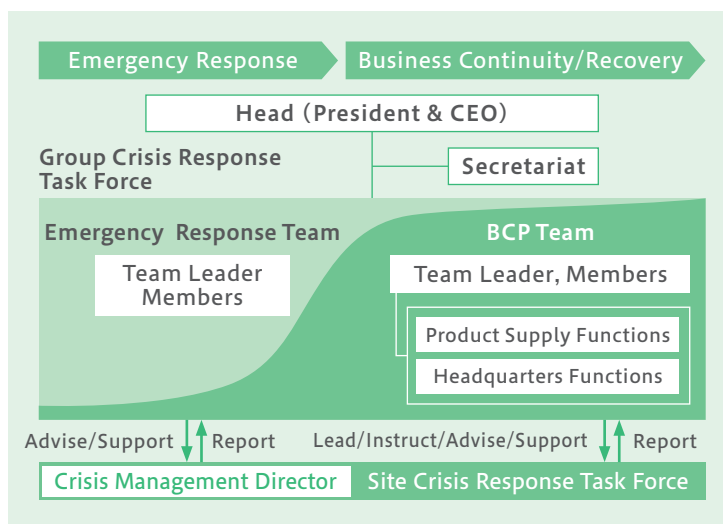 Emergency Response
Business Continuity/Recovery
Head (President & CEO)
Group Crisis Response
Task Force
Secretariat
Emergency Response Team
Team Leader
Members
BCP Team
Team Leader, Members
Product Supply Functions
Headquarters Functions
Advise/Support
Report
Lead/Instruct/Advise/Support
Report
Crisis Management Director
Site Crisis Response Task Force